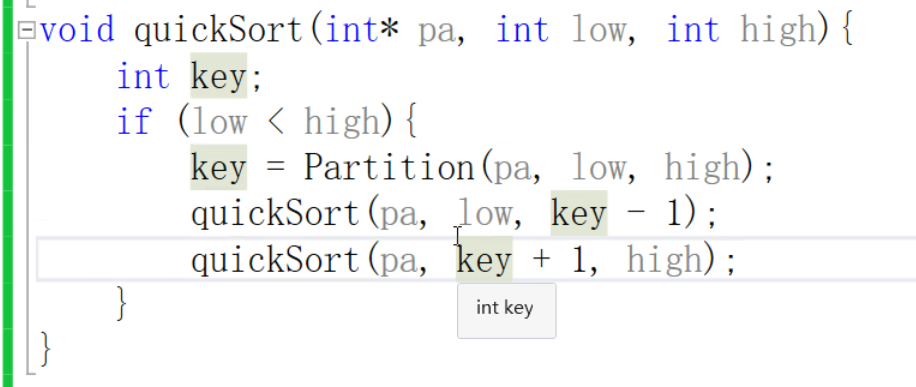 void quickSort(int* pa, int low, int high){
    int key;
    if (low < high){
        key = Partition(pa, low, high);
        quickSort(pa, low, key - 1);
        quickSort(pa, key + 1, high);
int key
    }
}